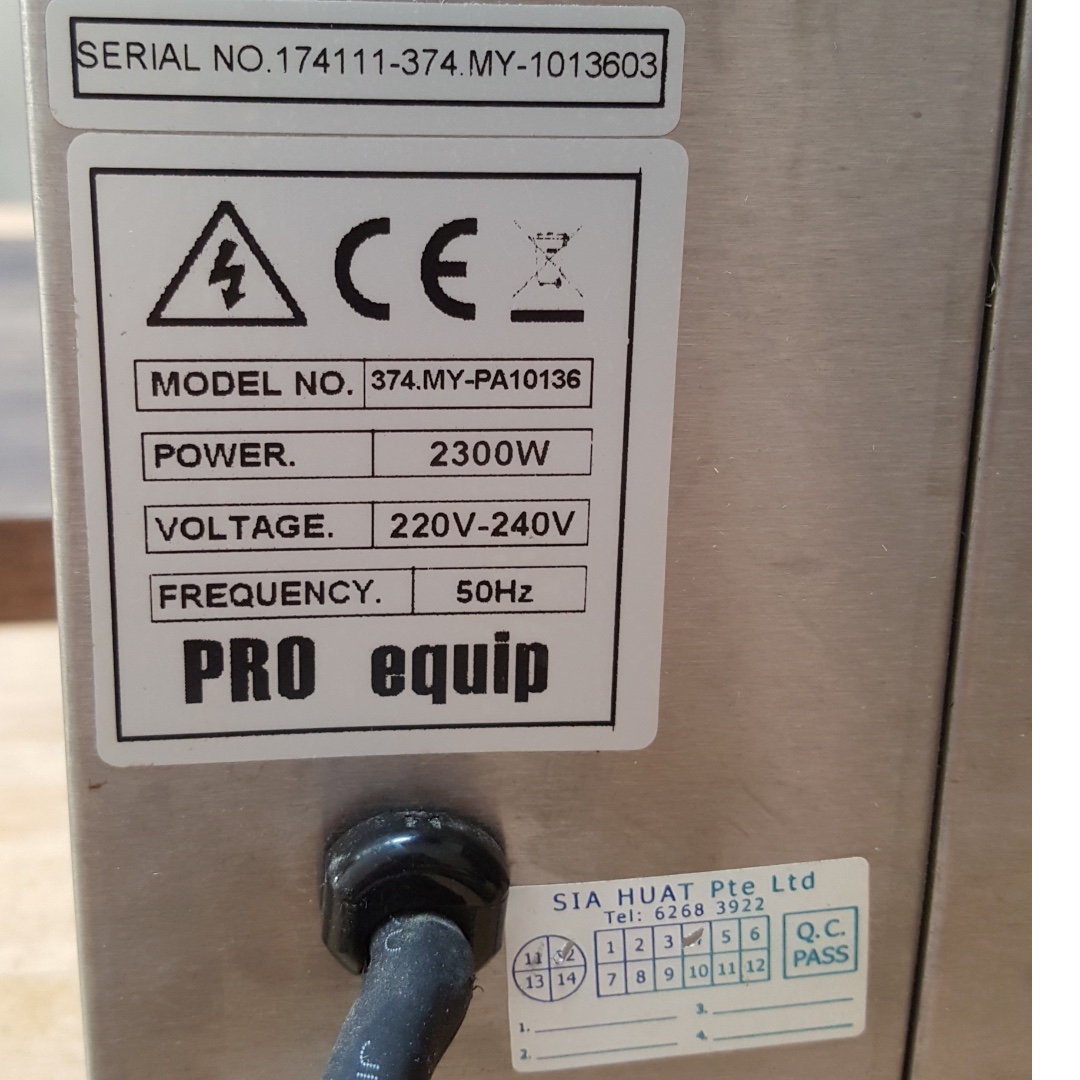 SERIAL NO.174111-374.MY-1013603
CE
MODEL NO. 374.MY-PA10136
POWER. 2300W
VOLTAGE. 220V-240V
FREQUENCY. 50Hz
PRO equip
SIA HUAT Pte Ltd
Tel: 6268 3922
11 12 1 2 3 5 6 Q.C.
13 14 7 8 9 10 11 12 PASS
1. 3.
2. 4.